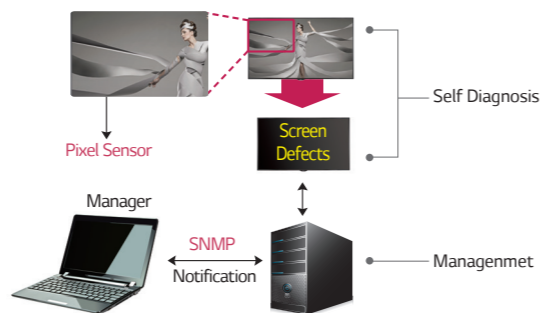 Self Diagnosis
Screen
Defects
Pixel Sensor
Manager
SNMP
Notification
Managenmet